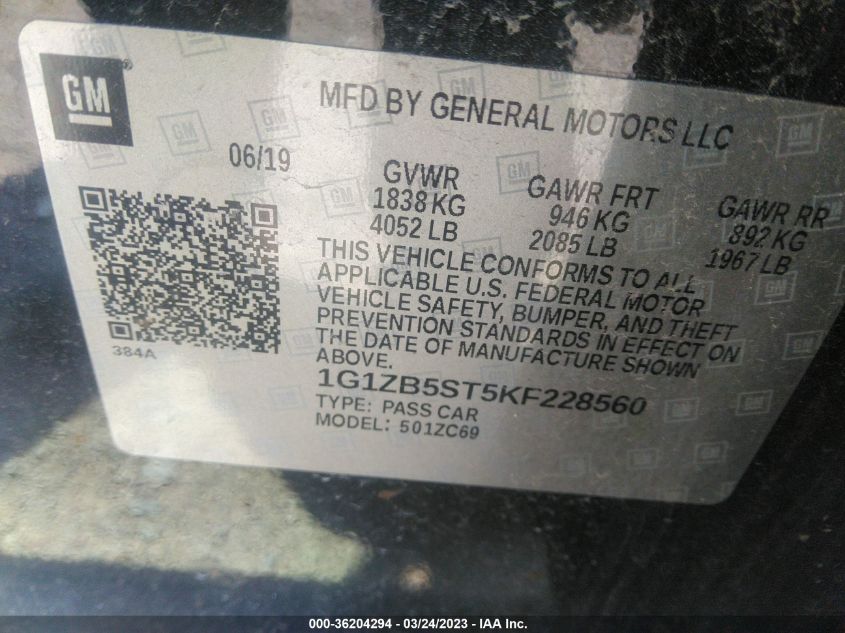 GM
MFD BY GENERAL MOTORS LLC
06/19
GVWR
1838 KG
4052 LB
GAWR FRT
946 KG
2085 LB
GAWR RR
892 KG
1967 LB
THIS VEHICLE CONFORMS TO ALL
APPLICABLE U.S. FEDERAL MOTOR
VEHICLE SAFETY, BUMPER, AND THEFT
PREVENTION STANDARDS IN EFFECT ON
THE DATE OF MANUFACTURE SHOWN
ABOVE.
384A
1G1ZB5ST5KF228560
TYPE: PASS CAR
MODEL: 501ZC69
000-36204294 - 03/24/2023 - IAA Inc.